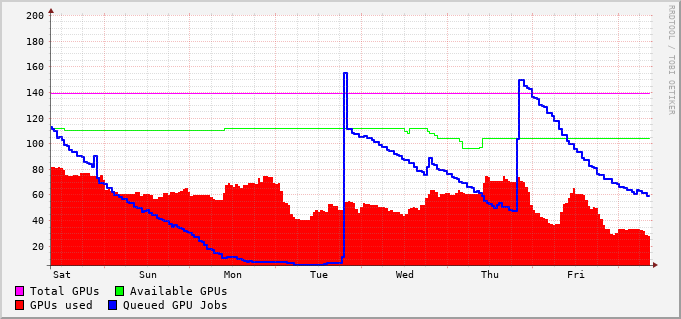 200
180
160
140
120
100
80
60
40
20
Sat Sun Mon Tue Wed Thu Fri
Total GPUs Available GPUs
GPUs used Queued GPU Jobs
RRDTOOL / TOBI OETIKER